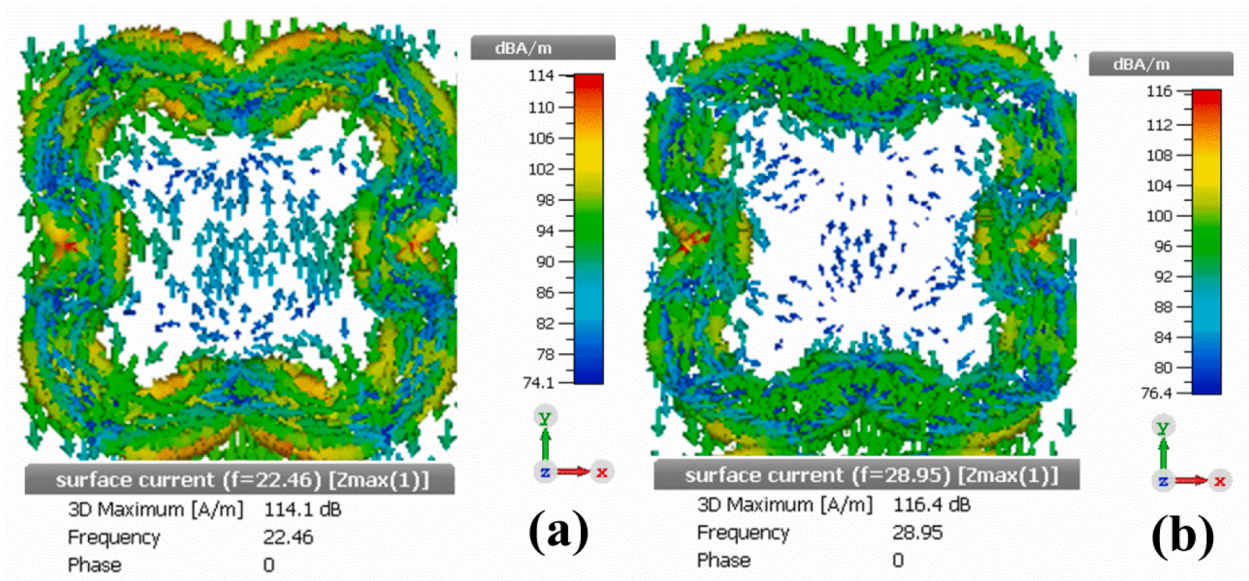 dBA/m
114
110
106
102
98
94
90
86
82
78
74.1
y
z
x
surface current (f=22.46) [Zmax(1)]
3D Maximum [A/m] 114.1 dB
Frequency 22.46
Phase 0
(a)
dBA/m
116
112
108
104
100
96
92
88
84
80
76.4
y
z
x
surface current (f=28.95) [Zmax(1)]
3D Maximum [A/m] 116.4 dB
Frequency 28.95
Phase 0
(b)